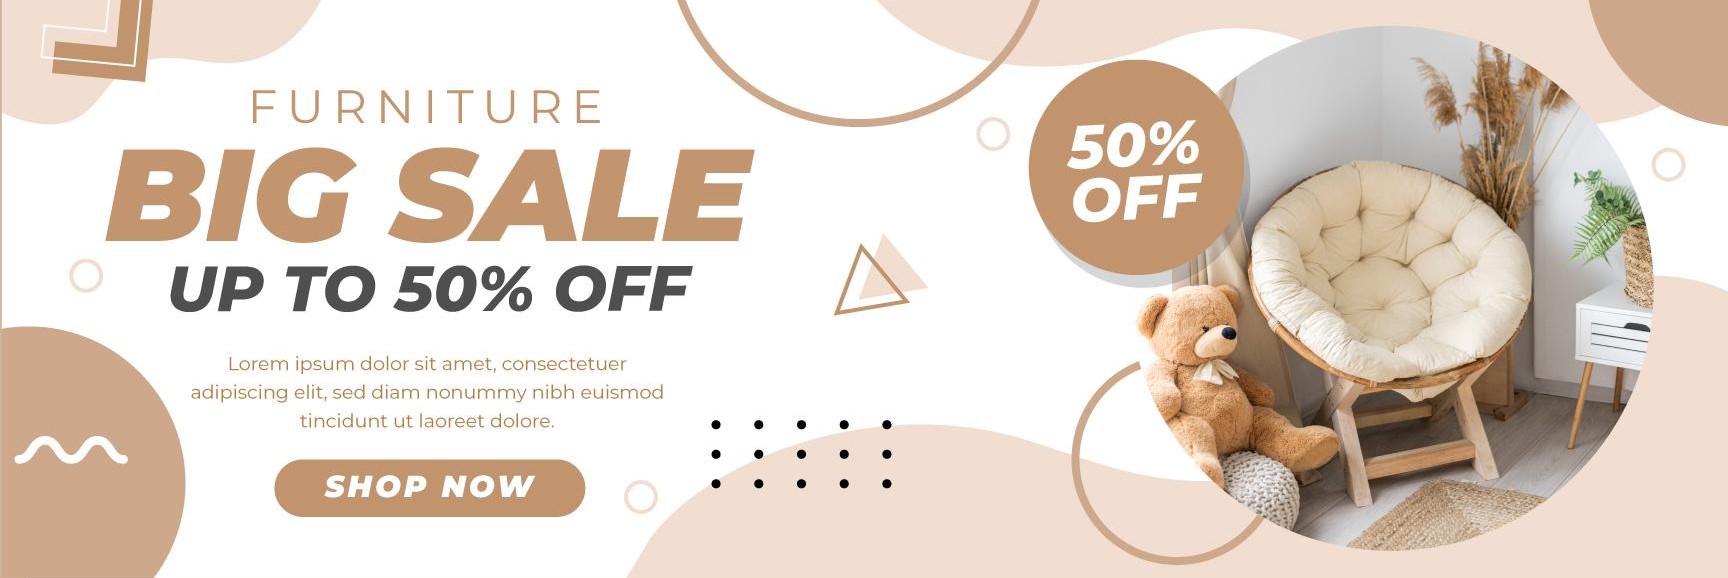 FURNITURE
BIG SALE
UP TO 50% OFF
Lorem ipsum dolor sit amet, consectetuer
adipiscing elit, sed diam nonummy nibh euismod
tincidunt ut laoreet dolore.
SHOP NOW
50%
OFF